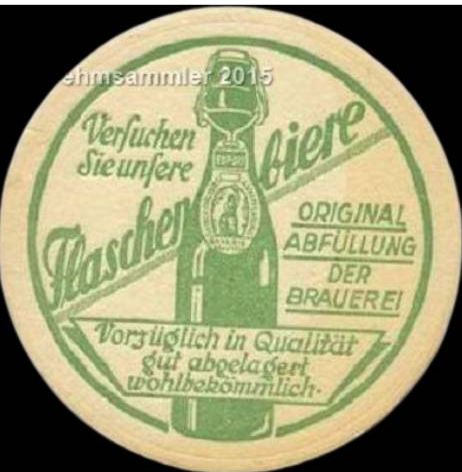 ehmsammler 2015
Versuchen
Sie unsere
Flaschenbiere
ORIGINAL
ABFÜLLUNG
DER
BRAUEREI
Vorzüglich in Qualität
gut abgelagert
wohlbekömmlich.